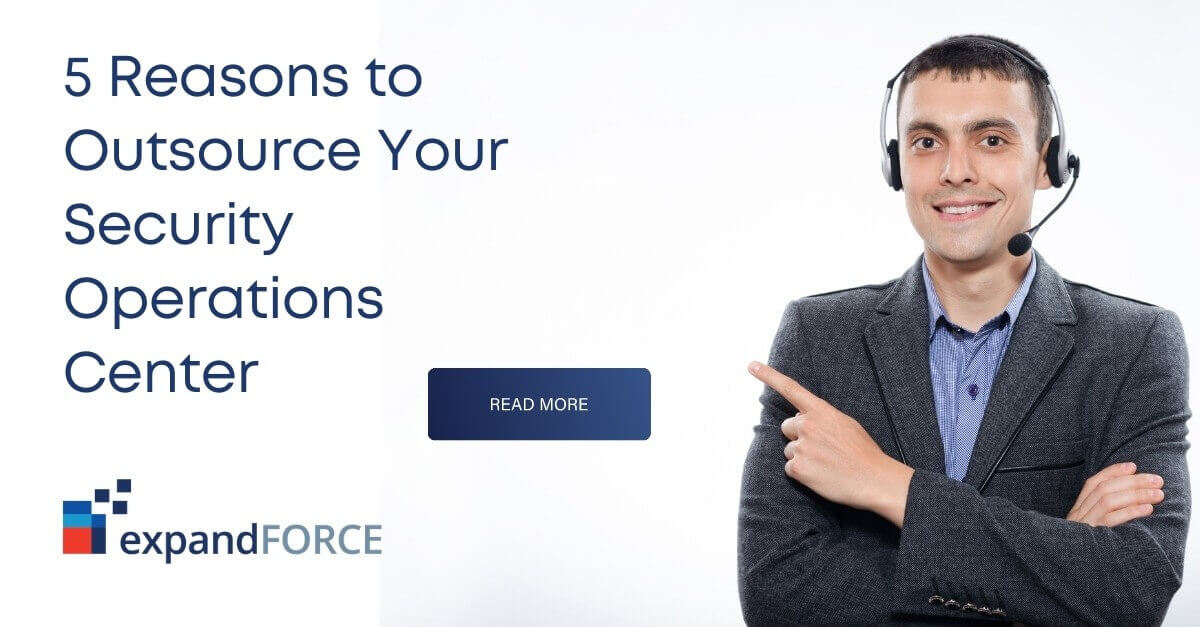 5 Reasons to
Outsource Your
Security
Operations
Center
READ MORE
expandFORCE